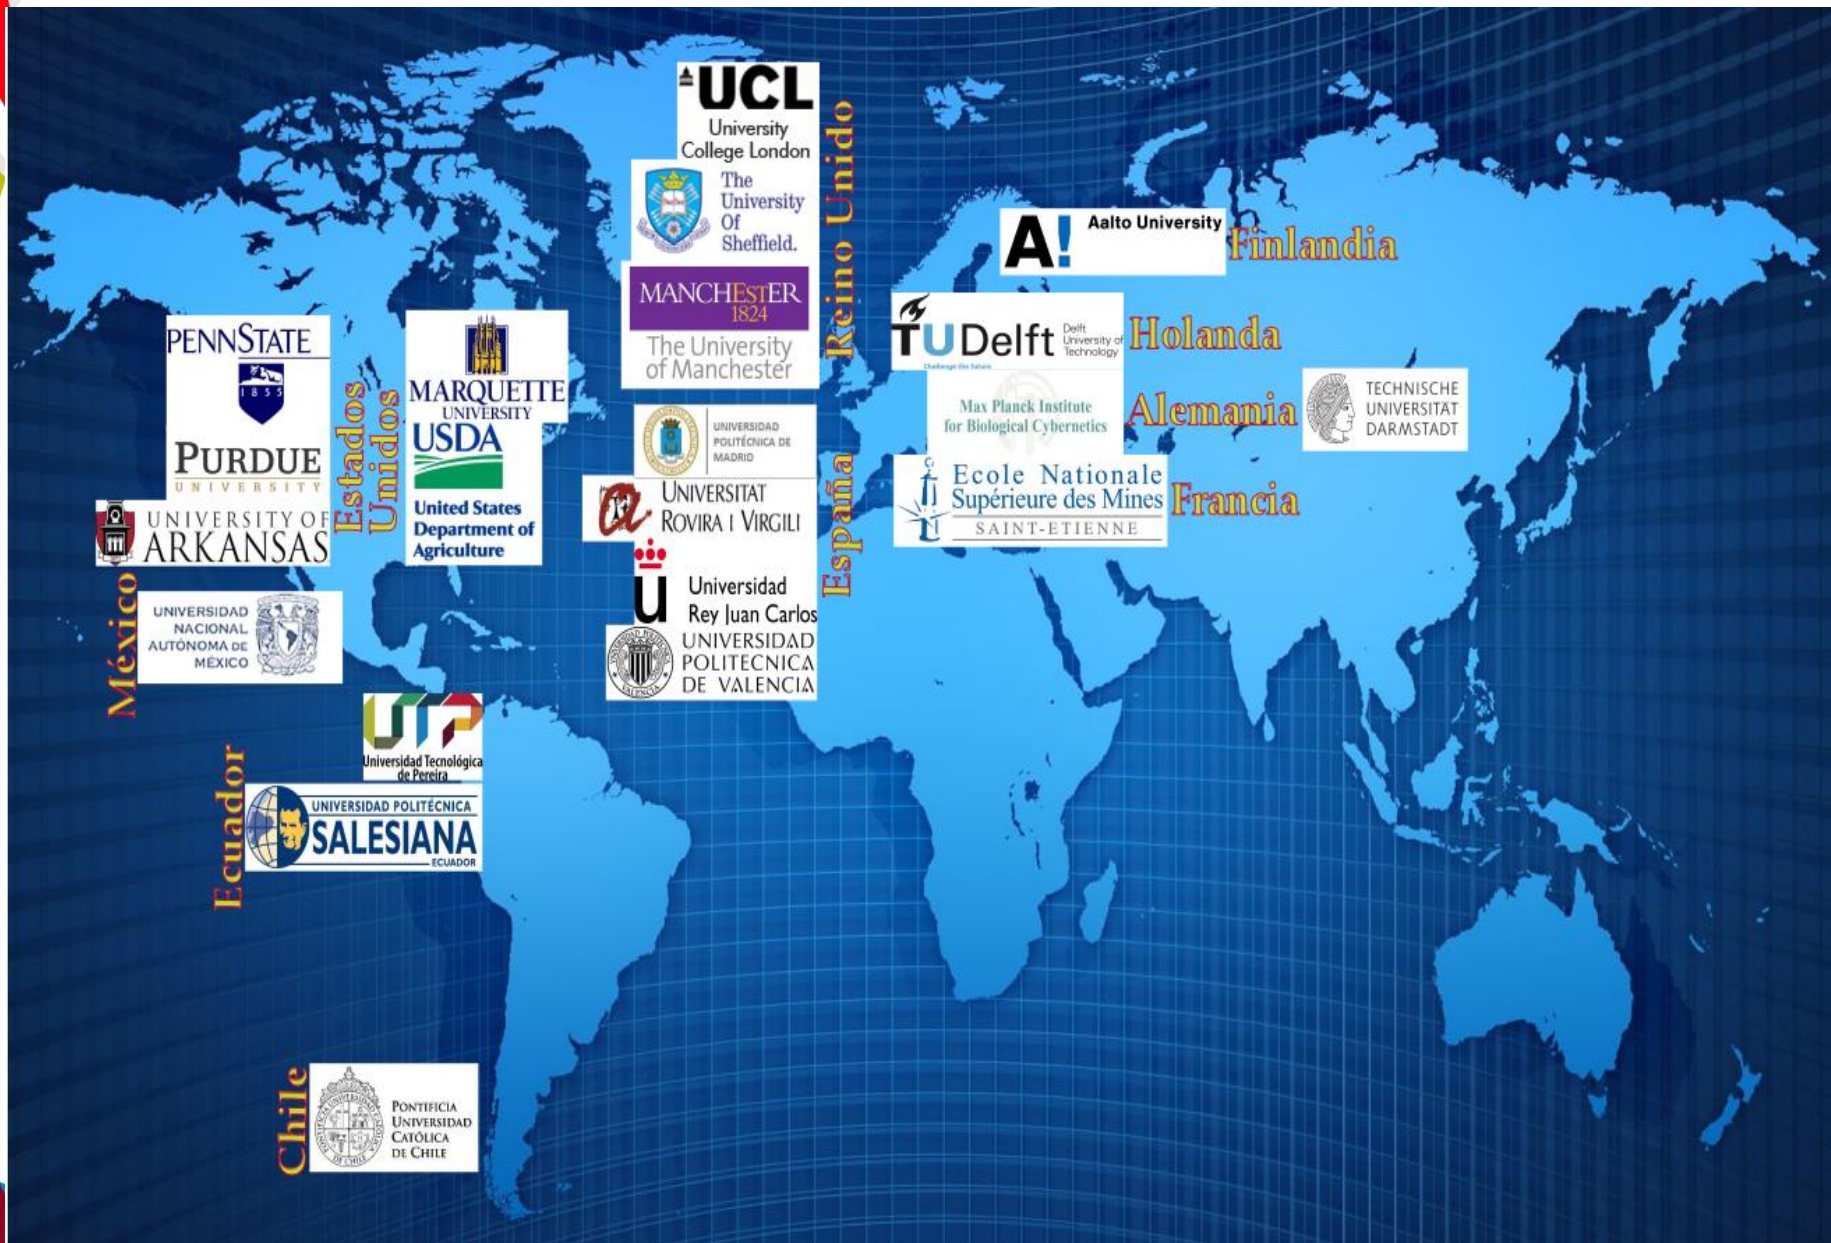 UCL
University
College London
The
University
Of
Sheffield.
MANCHESTER
1824
The University
of Manchester
Reino Unido
Aalto University
A!
Finlandia
TUDelft
Delft
University of
Technology
Challenge the future
Holanda
Max Planck Institute
for Biological Cybernetics
Alemania
TECHNISCHE
UNIVERSITÄT
DARMSTADT
Ecole Nationale
Supérieure des Mines
SAINT-ETIENNE
Francia
PENNSTATE
1855
PURDUE
UNIVERSITY
UNIVERSITY OF
ARKANSAS
Estados
Unidos
MARQUETTE
UNIVERSITY
USDA
United States
Department of
Agriculture
UNIVERSIDAD
POLITÉCNICA DE
MADRID
UNIVERSITAT
ROVIRA I VIRGILI
u
Universidad
Rey Juan Carlos
UNIVERSIDAD
POLITECNICA
DE VALENCIA
España
México
UNIVERSIDAD
NACIONAL
AUTÓNOMA DE
MÉXICO
UTP
Universidad Tecnológica
de Pereira
Ecuador
UNIVERSIDAD POLITÉCNICA
SALESIANA
ECUADOR
Chile
PONTIFICIA
UNIVERSIDAD
CATÓLICA
DE CHILE